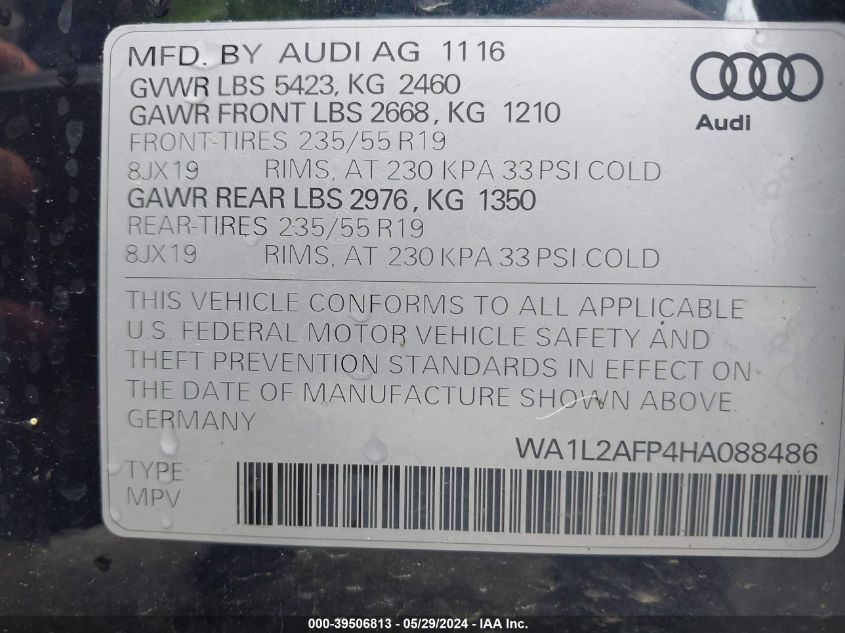 MFD. BY AUDI AG 11 16
GVWR LBS 5423, KG 2460
GAWR FRONT LBS 2668, KG 1210
FRONT-TIRES 235/55 R19
8JX19 RIMS, AT 230 KPA 33 PSI COLD
GAWR REAR LBS 2976, KG 1350
REAR-TIRES 235/55 R19
8JX19 RIMS, AT 230 KPA 33 PSI COLD
Audi
THIS VEHICLE CONFORMS TO ALL APPLICABLE
U.S. FEDERAL MOTOR VEHICLE SAFETY AND
THEFT PREVENTION STANDARDS IN EFFECT ON
THE DATE OF MANUFACTURE SHOWN ABOVE.
GERMANY
WA1L2AFP4HA088486
TYPE
MPV
000-39506813 - 05/29/2024 - IAA Inc.